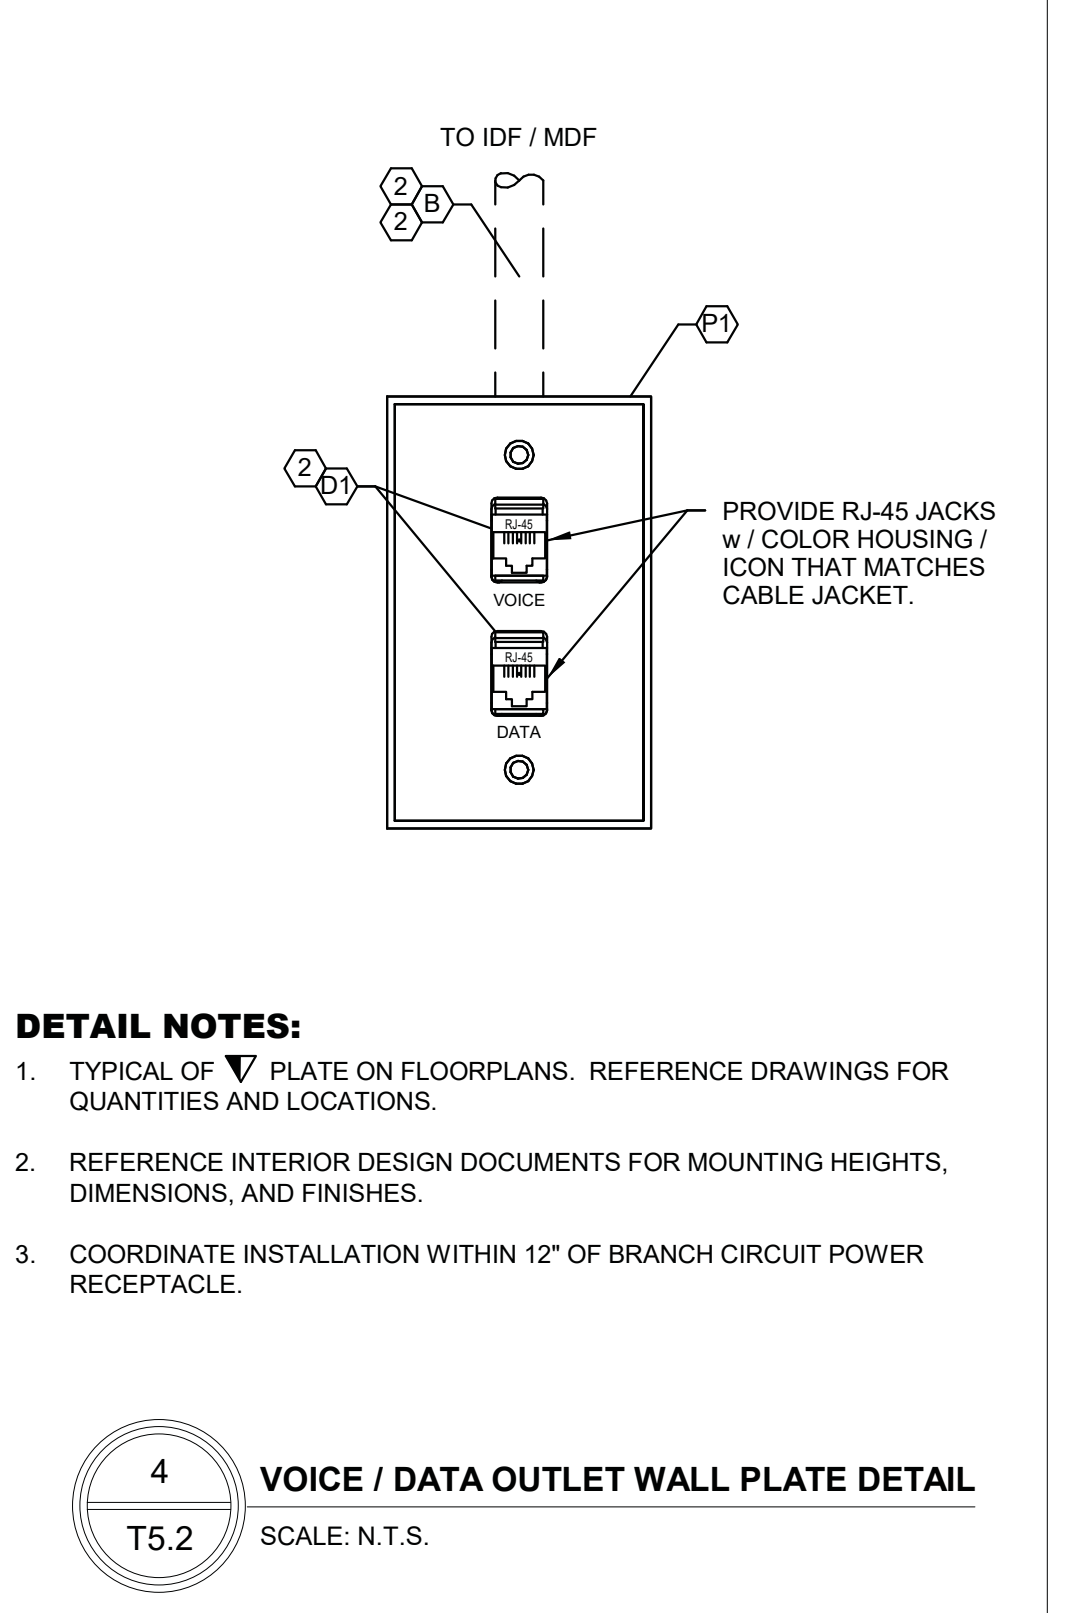 TO IDF / MDF
2
B
2
P1
2
D1
RJ-45
VOICE
PROVIDE RJ-45 JACKS
w / COLOR HOUSING /
ICON THAT MATCHES
CABLE JACKET.
RJ-45
DATA
DETAIL NOTES:
1. TYPICAL OF PLATE ON FLOORPLANS. REFERENCE DRAWINGS FOR
QUANTITIES AND LOCATIONS.
2. REFERENCE INTERIOR DESIGN DOCUMENTS FOR MOUNTING HEIGHTS,
DIMENSIONS, AND FINISHES.
3. COORDINATE INSTALLATION WITHIN 12" OF BRANCH CIRCUIT POWER
RECEPTACLE.
4
VOICE / DATA OUTLET WALL PLATE DETAIL
T5.2
SCALE: N.T.S.